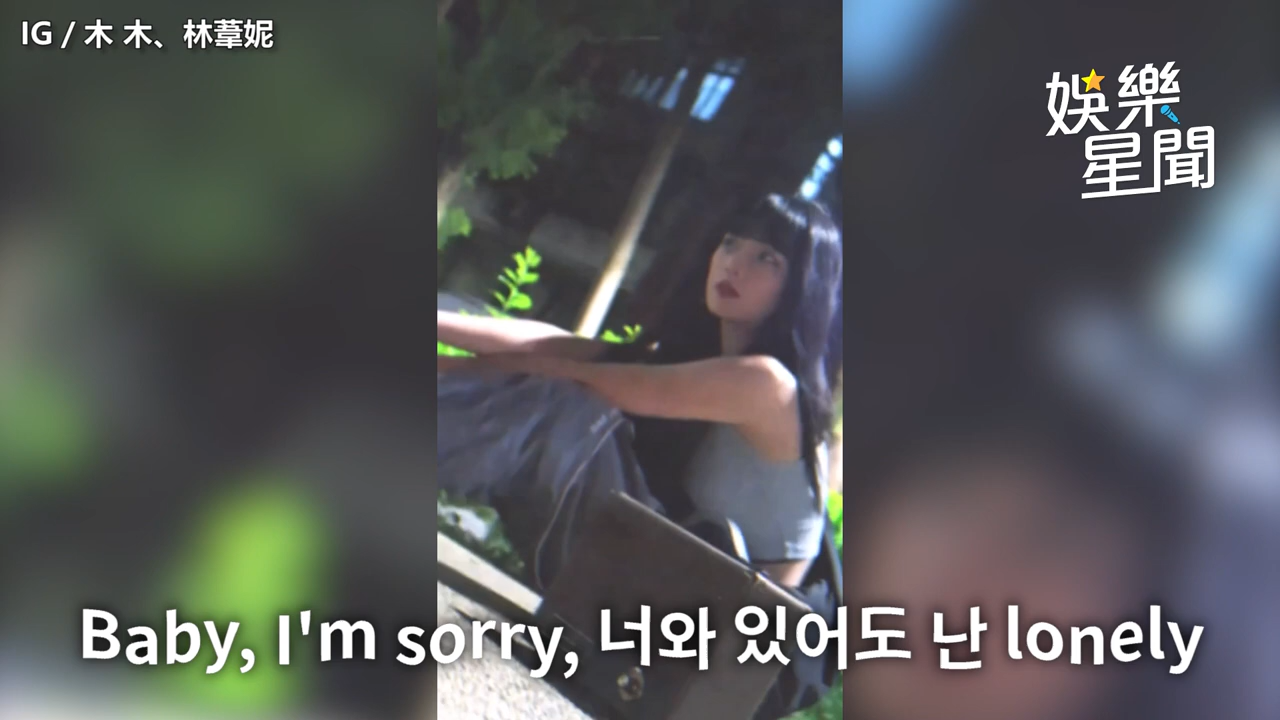 IG / 木 木、林葦妮
娛樂
星聞
Baby, I'm sorry, 너와 있어도 난 lonely